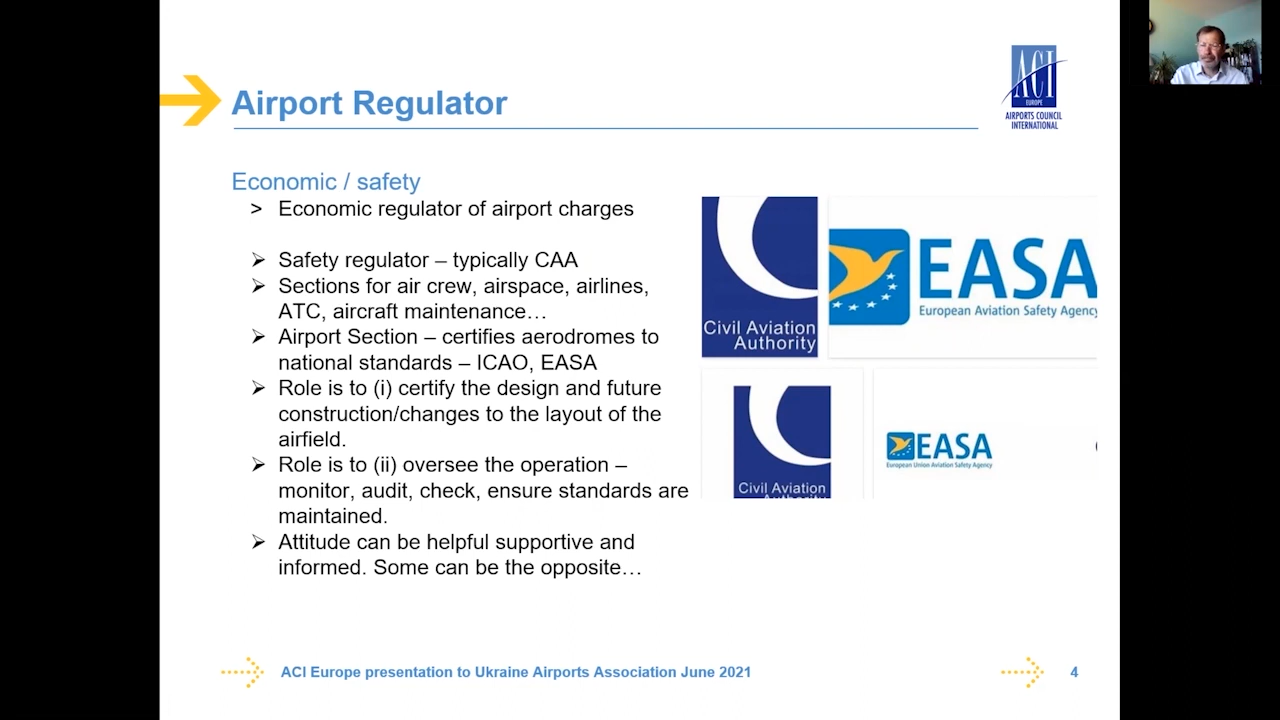 Airport Regulator
ACI
EUROPE
AIRPORTS COUNCIL
INTERNATIONAL
Economic / safety
> Economic regulator of airport charges
➢ Safety regulator – typically CAA
➢ Sections for air crew, airspace, airlines,
ATC, aircraft maintenance…
➢ Airport Section – certifies aerodromes to
national standards – ICAO, EASA
➢ Role is to (i) certify the design and future
construction/changes to the layout of the
airfield.
➢ Role is to (ii) oversee the operation –
monitor, audit, check, ensure standards are
maintained.
➢ Attitude can be helpful supportive and
informed. Some can be the opposite…
Civil Aviation
Authority
EASA
European Aviation Safety Agency
Civil Aviation
Authority
EASA
European Union Aviation Safety Agency
ACI Europe presentation to Ukraine Airports Association June 2021
4